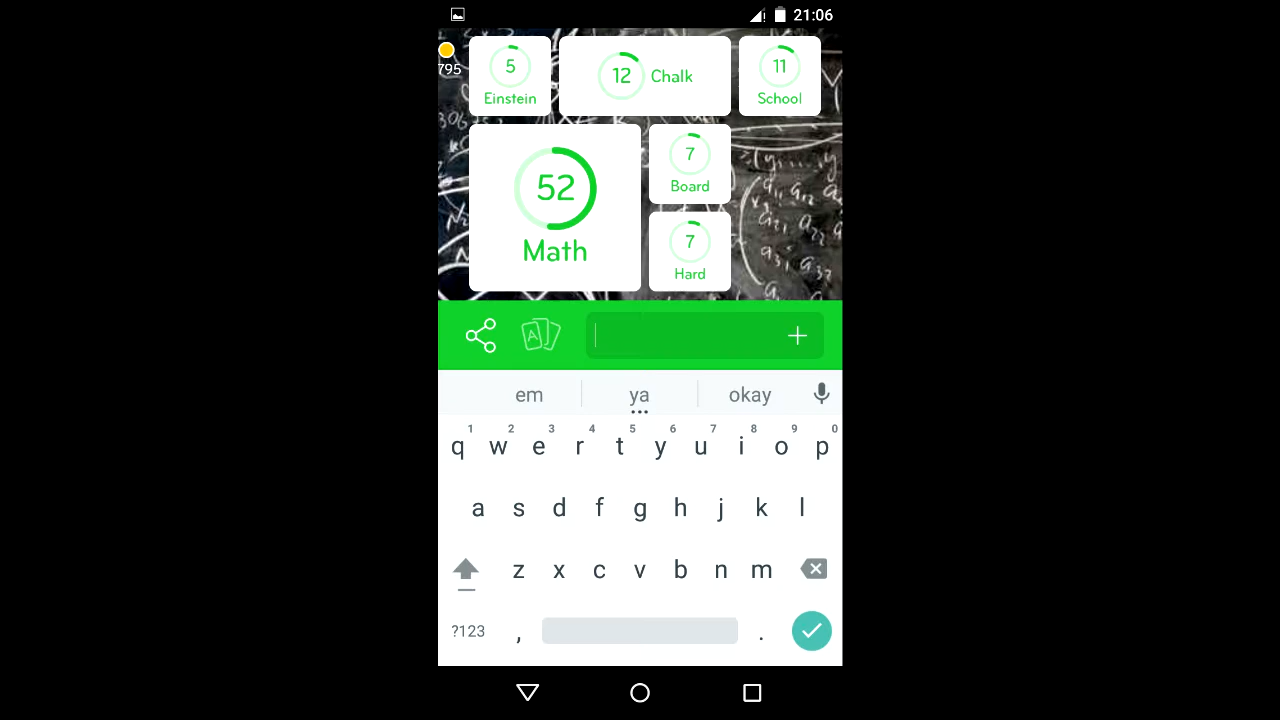 21:06
795
5
Einstein
12 Chalk
11
School
52
Math
7
Board
7
Hard
A
em ya okay
1 2 3 4 5 6 7 8 9 0
q w e r t y u i o p
a s d f g h j k l
z x c v b n m
?123 , .